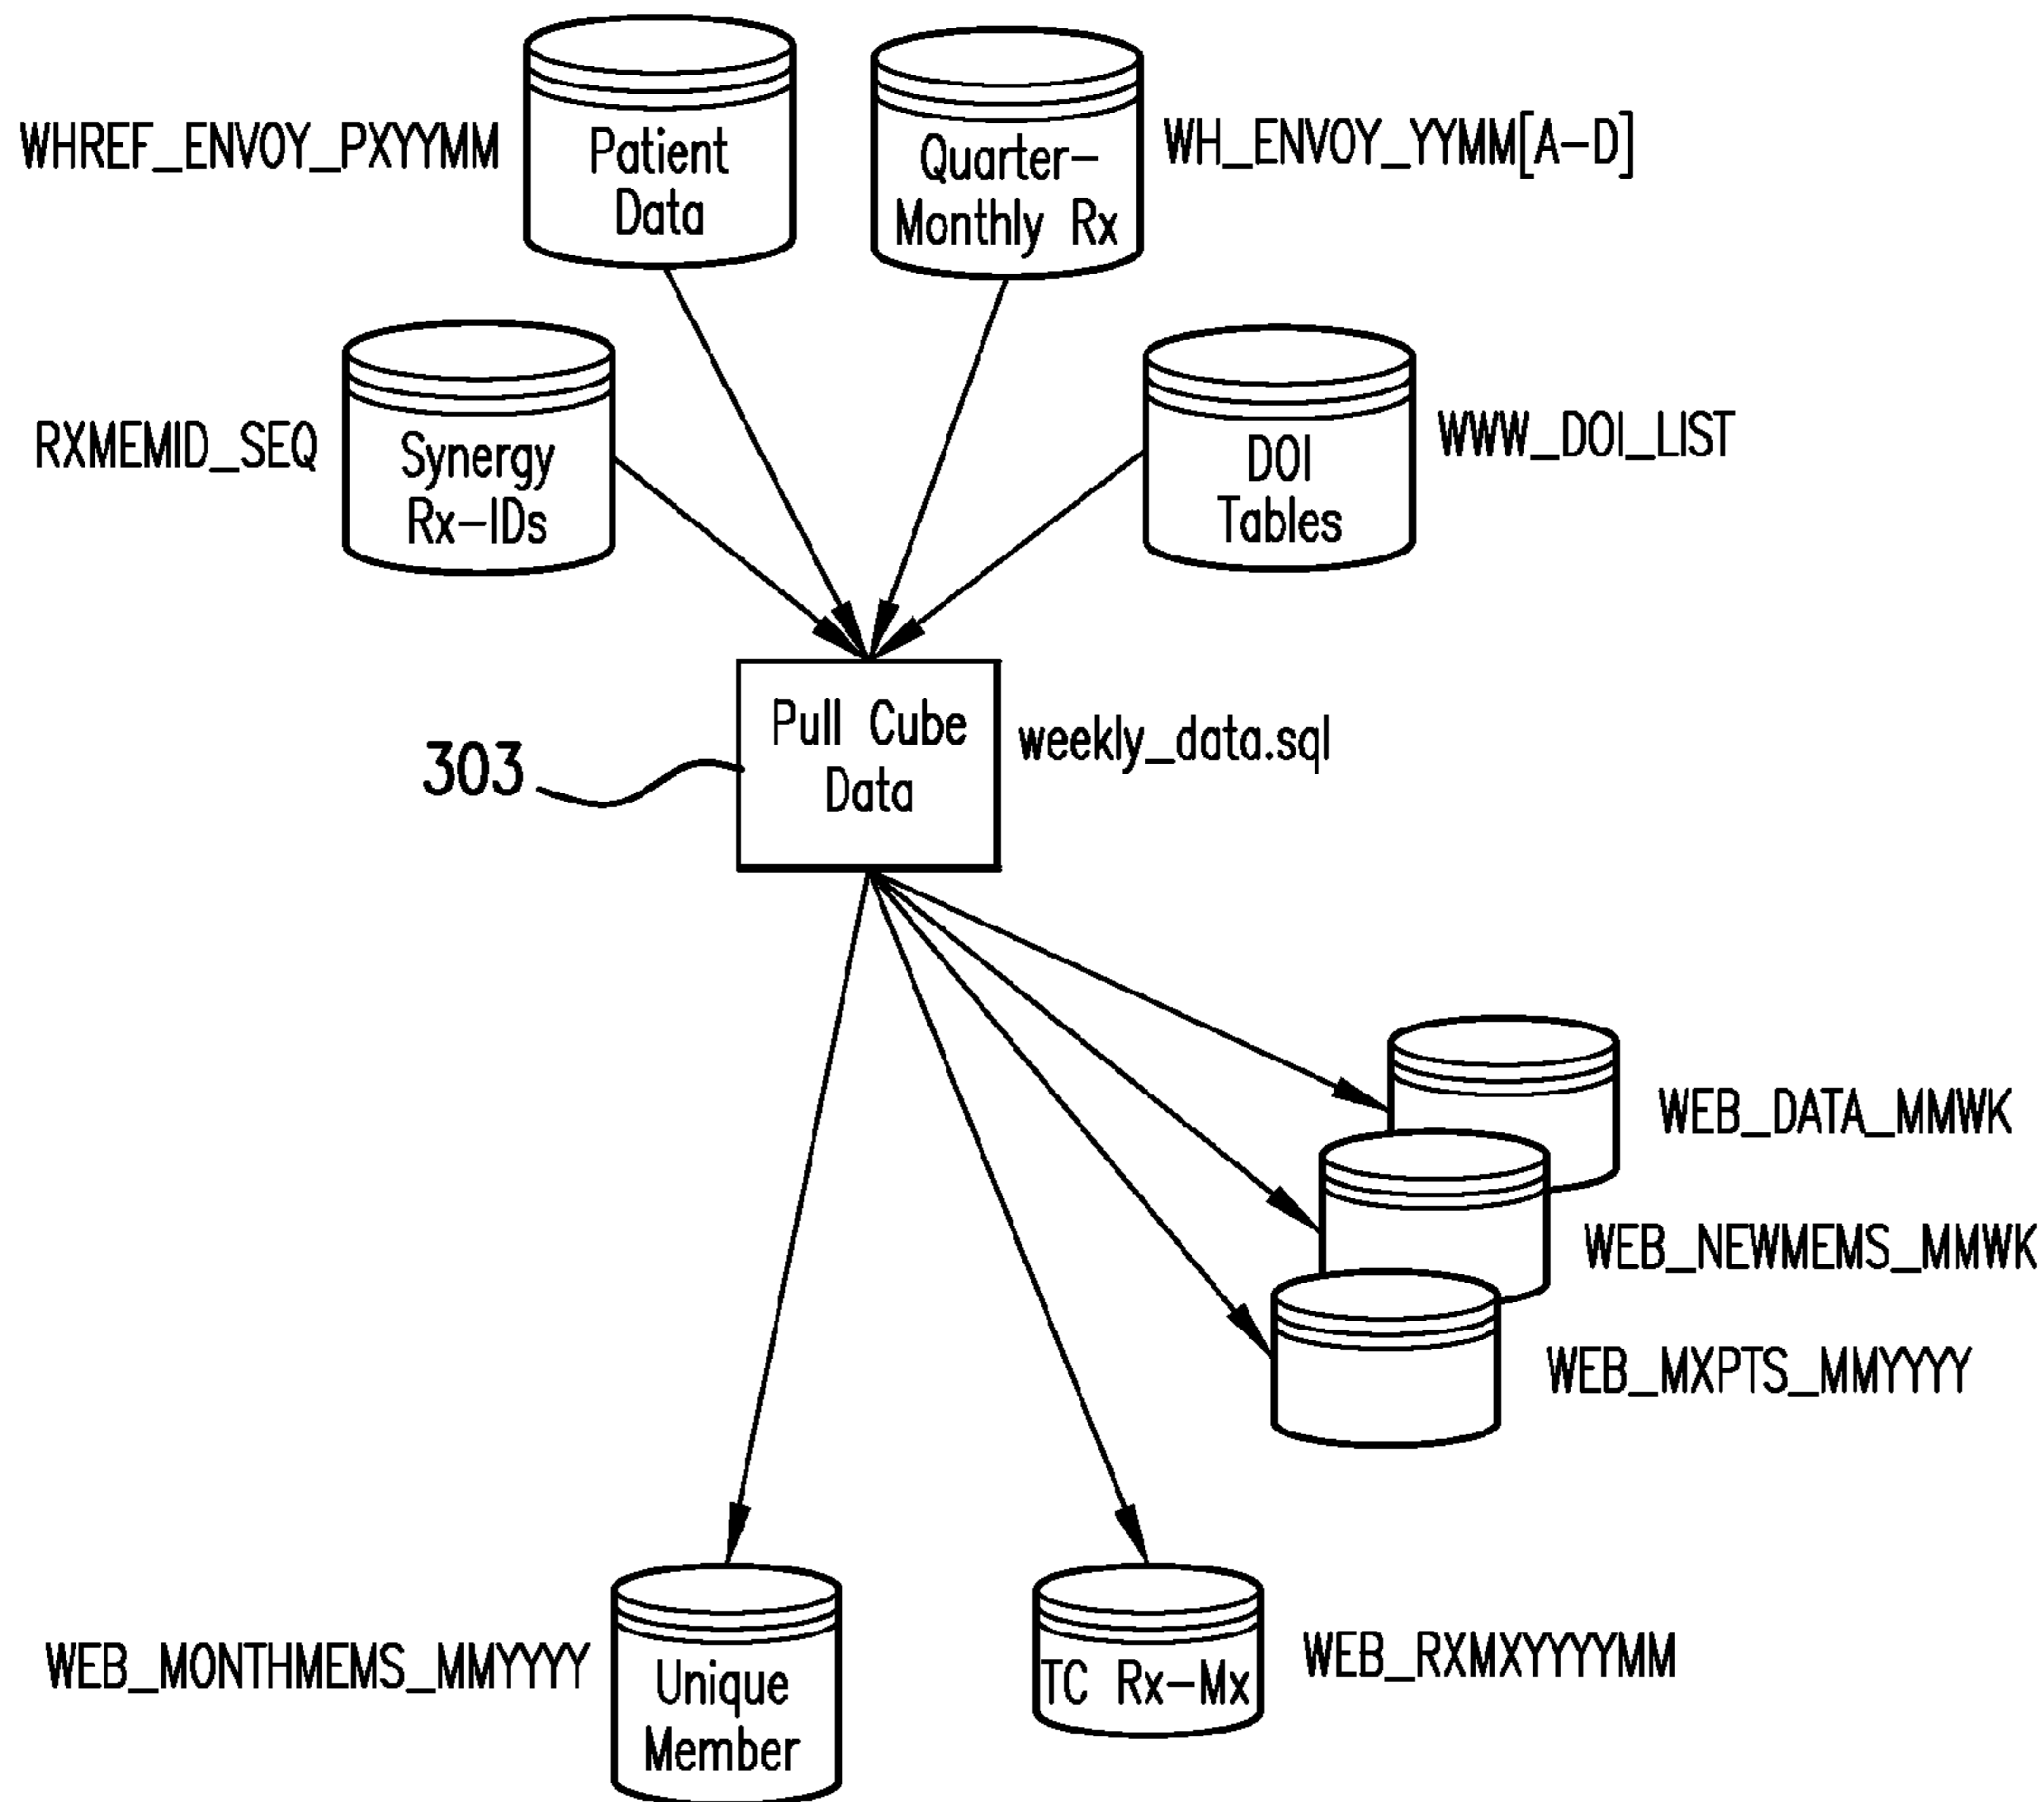 WHREF_ENVOY_PXYYMM
Patient
Data
Quarter-
Monthly Rx
WH_ENVOY_YYMM[A-D]
RXMEMID_SEQ
Synergy
Rx-IDs
DOI
Tables
WWW_DOI_LIST
303
Pull Cube
Data
weekly_data.sql
WEB_DATA_MMWK
WEB_NEWMEMS_MMWK
WEB_MXPTS_MMYYYY
WEB_MONTHMEMS_MMYYYY
Unique
Member
TC Rx-Mx
WEB_RXMXYYYYMM